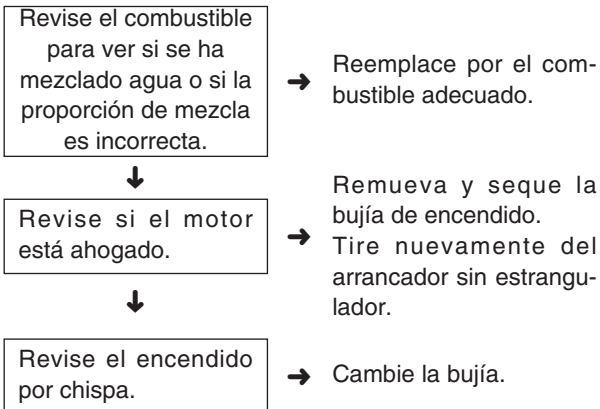 Revise el combustible
para ver si se ha
mezclado agua o si la
proporción de mezcla
es incorrecta.
➜ Reemplace por el com-
bustible adecuado.
Revise si el motor
está ahogado.
➜ Remueva y seque la
bujía de encendido.
Tire nuevamente del
arrancador sin estrangu-
lador.
Revise el encendido
por chispa.
➜ Cambie la bujía.